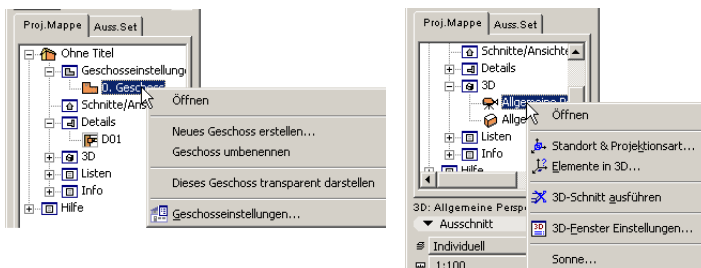 Proj.Mappe Auss.Set
Ohne Titel
Geschosseinstellung
0. Geschoss
Schnitte/Ans
Details
D01
3D
Listen
Info
Hilfe
Öffnen
Neues Geschoss erstellen...
Geschoss umbenennen
Dieses Geschoss transparent darstellen
Geschosseinstellungen...
Proj.Mappe Auss.Set
Schnitte/Ansichte
Details
3D
Allgemeine P
Allge
Listen
Info
Hilfe
3D: Allgemeine Persp
Ausschnitt
Individuell
1:100
Öffnen
Standort & Projektionsart...
Elemente in 3D...
3D-Schnitt ausführen
3D-Fenster Einstellungen...
Sonne...